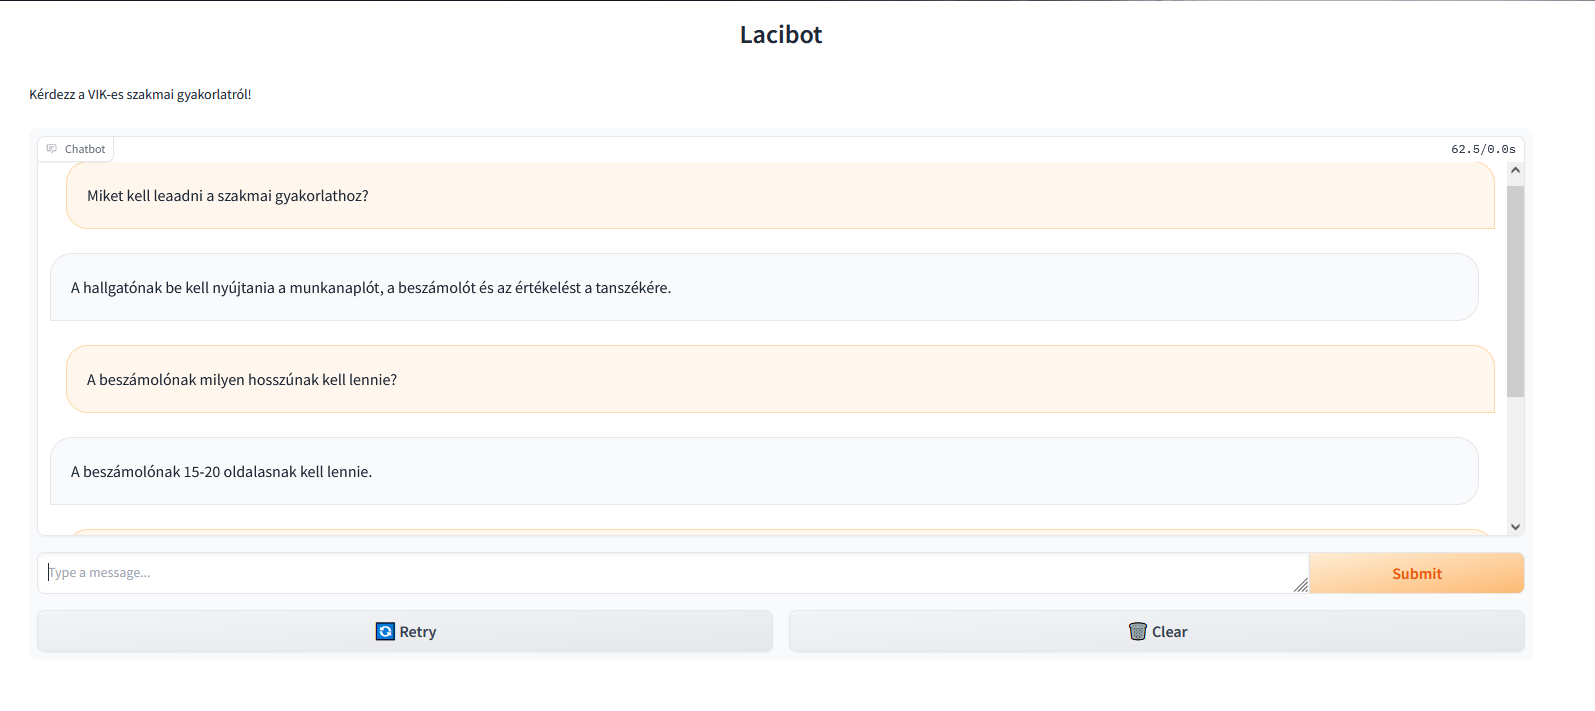 Lacibot
Kérdezz a VIK-es szakmai gyakorlatról!
Chatbot
62.5/0.0s
Miket kell leaadni a szakmai gyakorlathoz?
A hallgatónak be kell nyújtania a munkanaplót, a beszámolót és az értékelést a tanszékére.
A beszámolónak milyen hosszúnak kell lennie?
A beszámolónak 15-20 oldalasnak kell lennie.
Type a message...
Submit
Retry
Clear